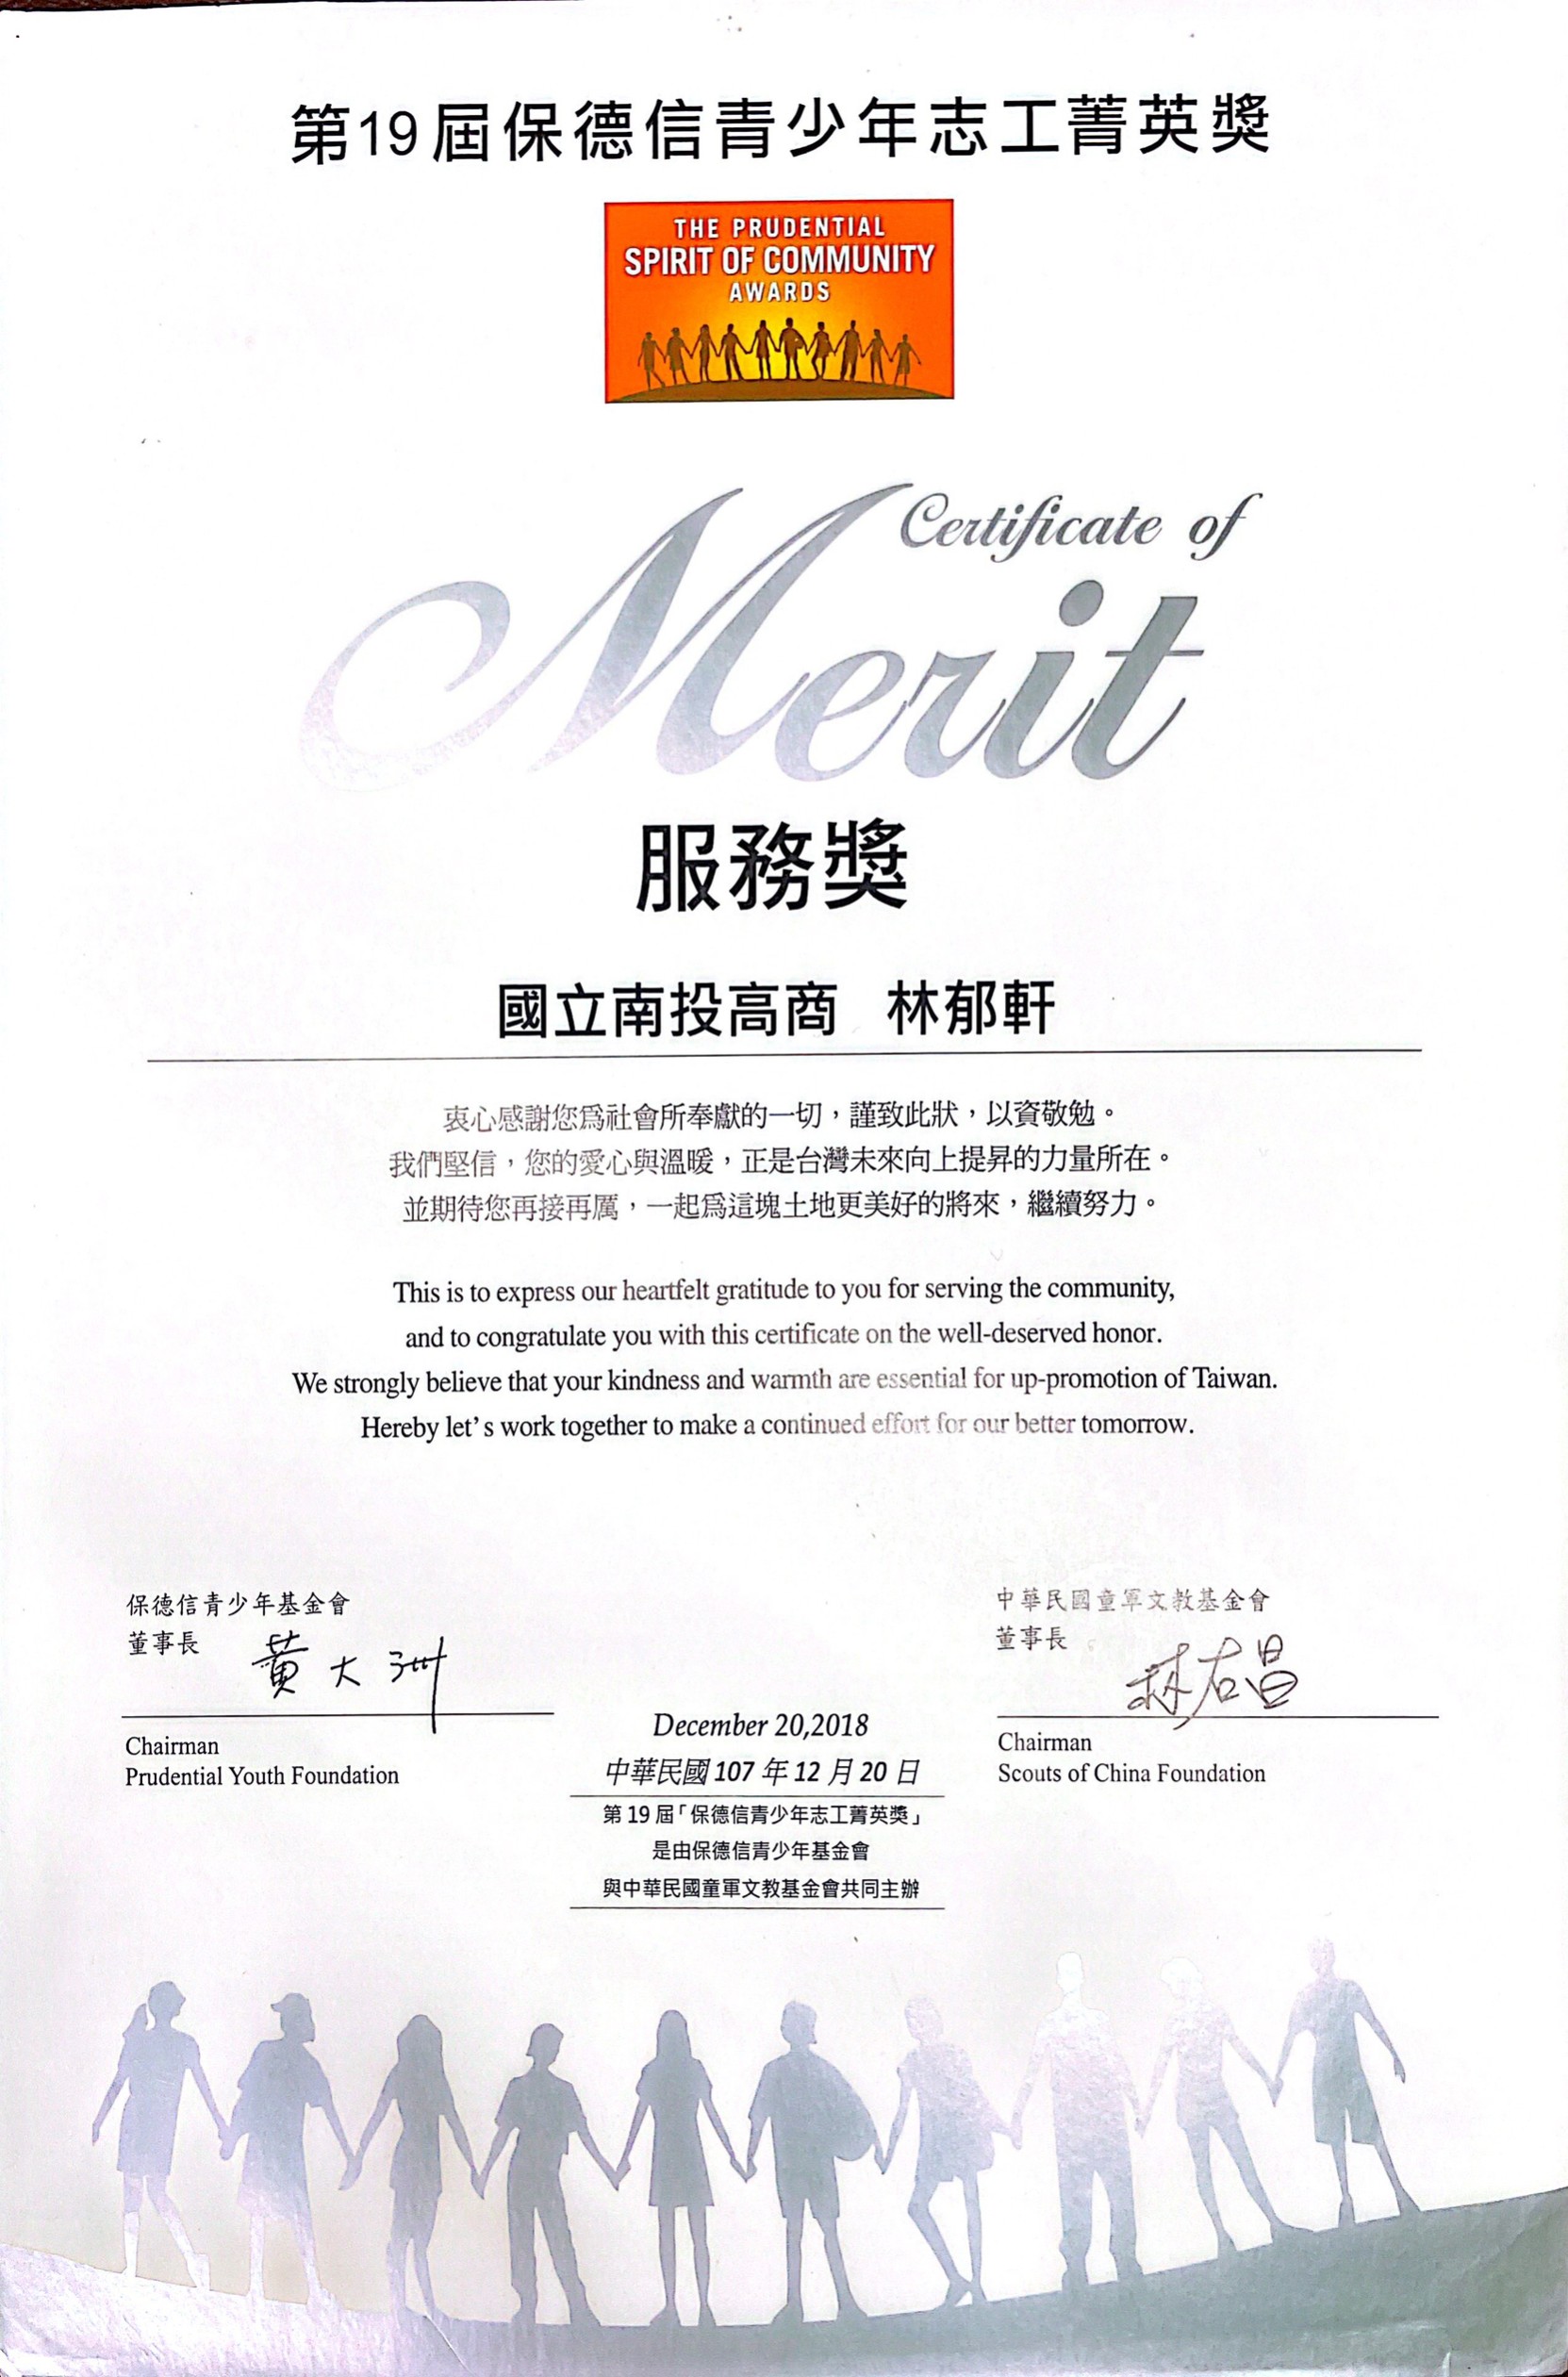 第19屆保德信青少年志工菁英獎
THE PRUDENTIAL
SPIRIT OF COMMUNITY
AWARDS
Certificate of
Merit
服務獎
國立南投高商 林郁軒
衷心感謝您爲社會所奉獻的一切，謹致此狀，以資敬勉。
我們堅信，您的愛心與溫暖，正是台灣未來向上提昇的力量所在。
並期待您再接再厲，一起爲這塊土地更美好的將來，繼續努力。
This is to express our heartfelt gratitude to you for serving the community,
and to congratulate you with this certificate on the well-deserved honor.
We strongly believe that your kindness and warmth are essential for up-promotion of Taiwan.
Hereby let's work together to make a continued effort for our better tomorrow.
保德信青少年基金會
董事長 黃大洲
Chairman
Prudential Youth Foundation
中華民國童軍文教基金會
董事長 林右昌
Chairman
Scouts of China Foundation
December 20,2018
中華民國107年12月20日
第19屆「保德信青少年志工菁英獎」
是由保德信青少年基金會
與中華民國童軍文教基金會共同主辦